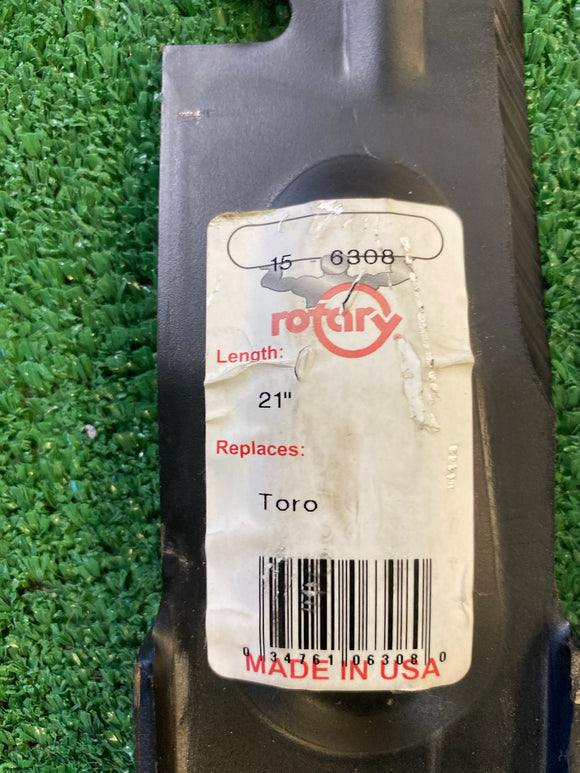 15 - 6308
rotary
Length:
21"
Replaces:
Toro
0 34761 06308 0
MADE IN USA